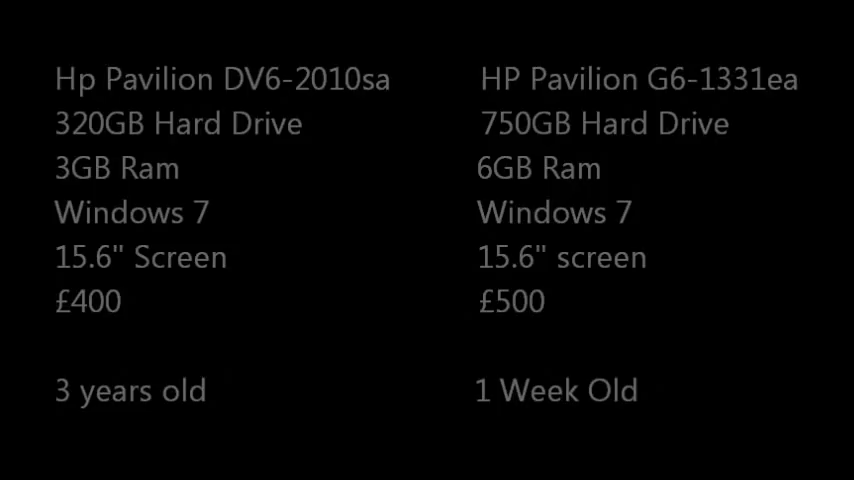 Hp Pavilion DV6-2010sa
320GB Hard Drive
3GB Ram
Windows 7
15.6" Screen
£400
3 years old
HP Pavilion G6-1331ea
750GB Hard Drive
6GB Ram
Windows 7
15.6" screen
£500
1 Week Old